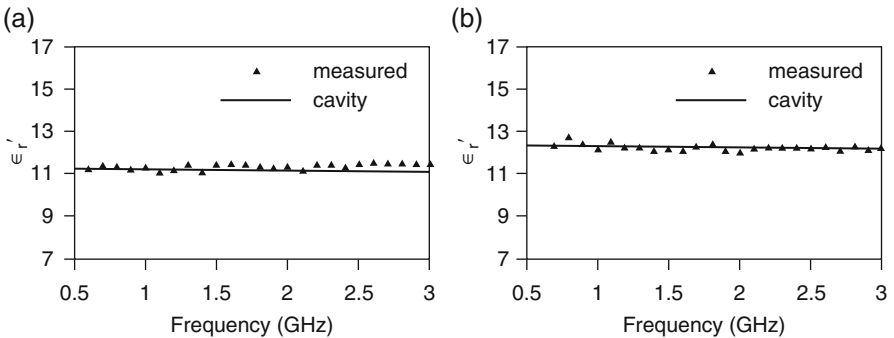 (a)
17
15
13
11
9
7
ϵr′
measured
cavity
0.5 1 1.5 2 2.5 3
Frequency (GHz)
(b)
17
15
13
11
9
7
ϵr′
measured
cavity
0.5 1 1.5 2 2.5 3
Frequency (GHz)